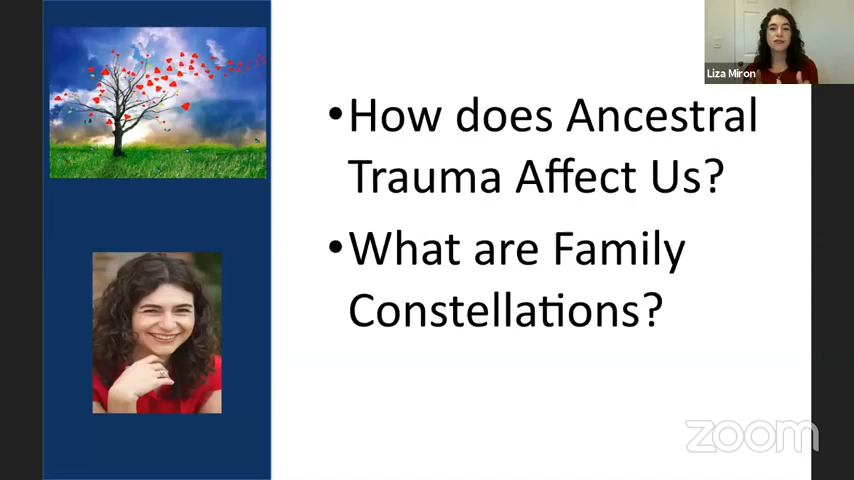 Liza Miron
•How does Ancestral
Trauma Affect Us?
•What are Family
Constellations?
zoom